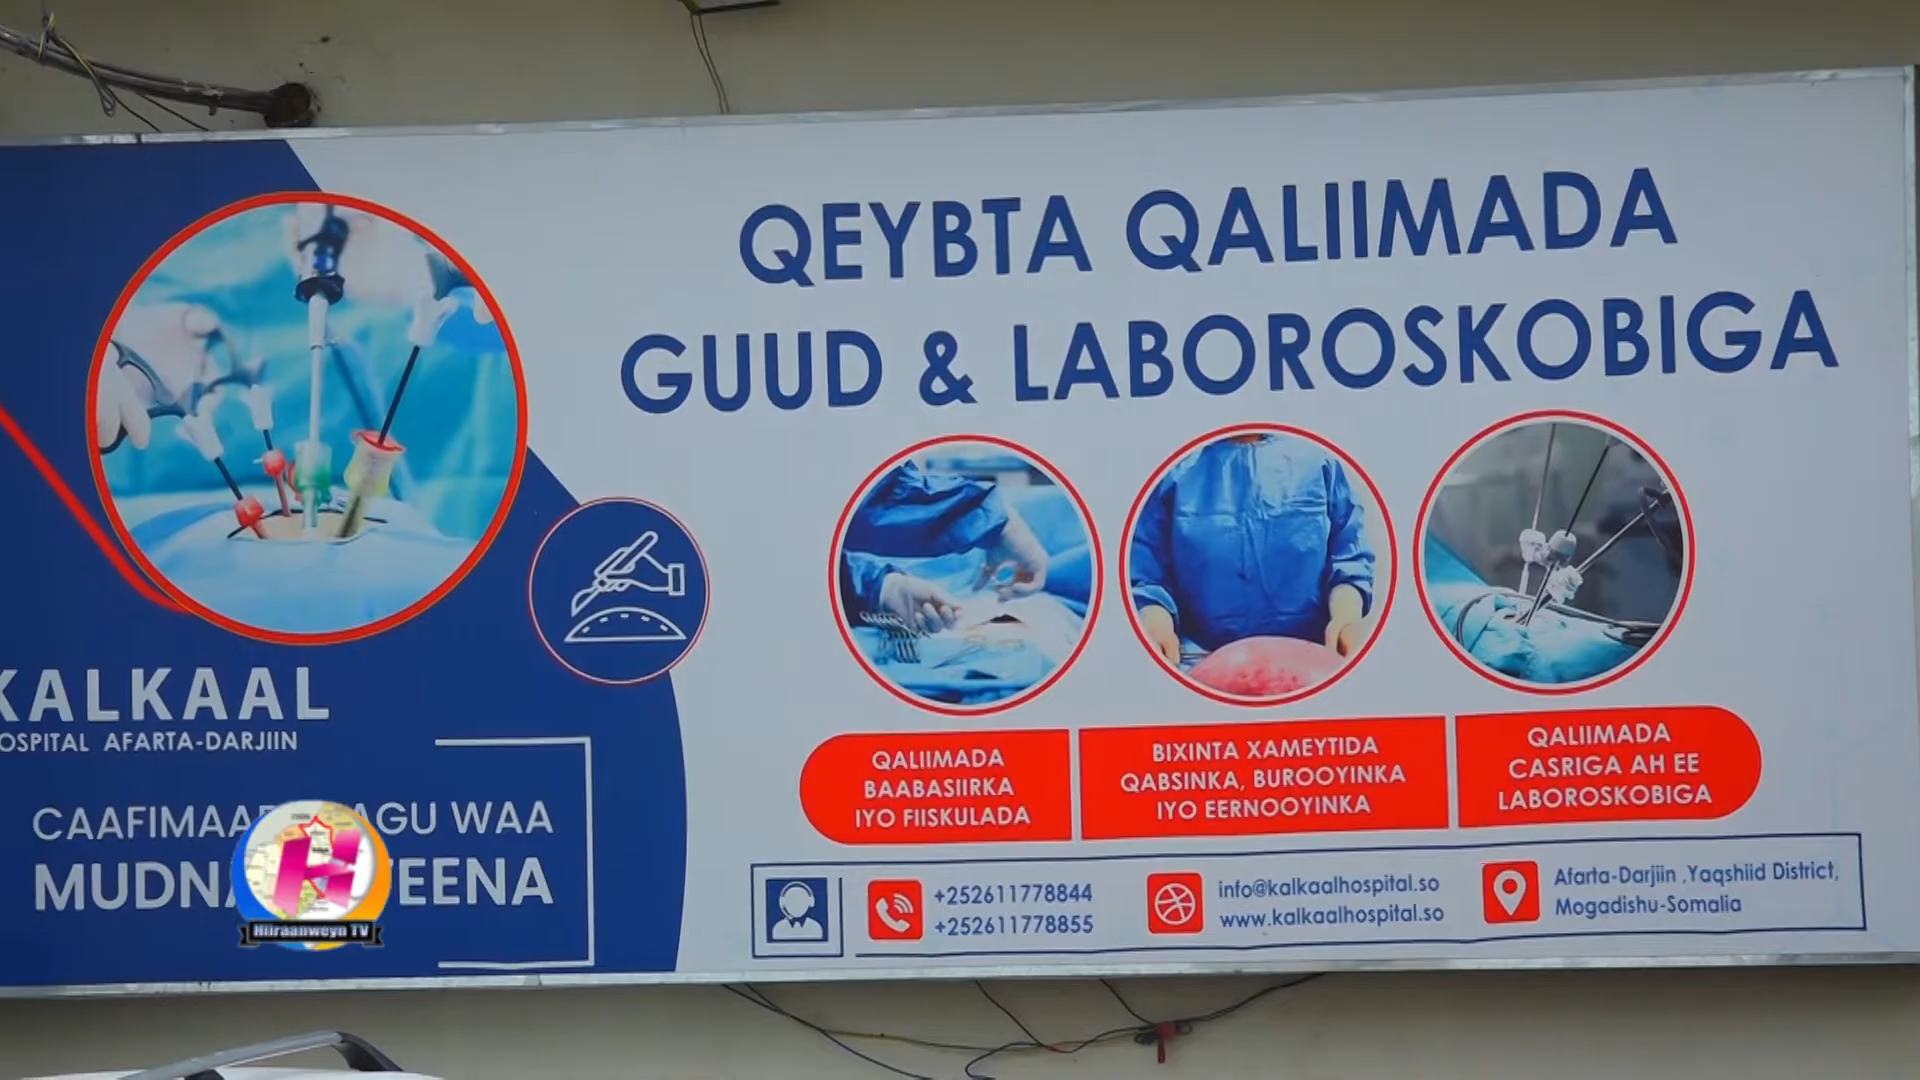 QEYBTA QALIIMADA
GUUD & LABOROSKOBIGA
KALKAAL
HOSPITAL AFARTA-DARJIIN
WAA
QALIIMADA
BAABASIIRKA
IYO FIISKULADA
BIXINTA XAMEYTIDA
QABSINKA, BUROOYINKA
IYO EERNOOYINKA
QALIIMADA
CASRIGA AH EE
LABOROSKOBIGA
+252611778844
+252611778855
info@kalkaalhospital.so
www.kalkaalhospital.so
Afarta-Darjiin ,Yaqshiid District,
Mogadishu-Somalia
H
Hiiraanweyn TV